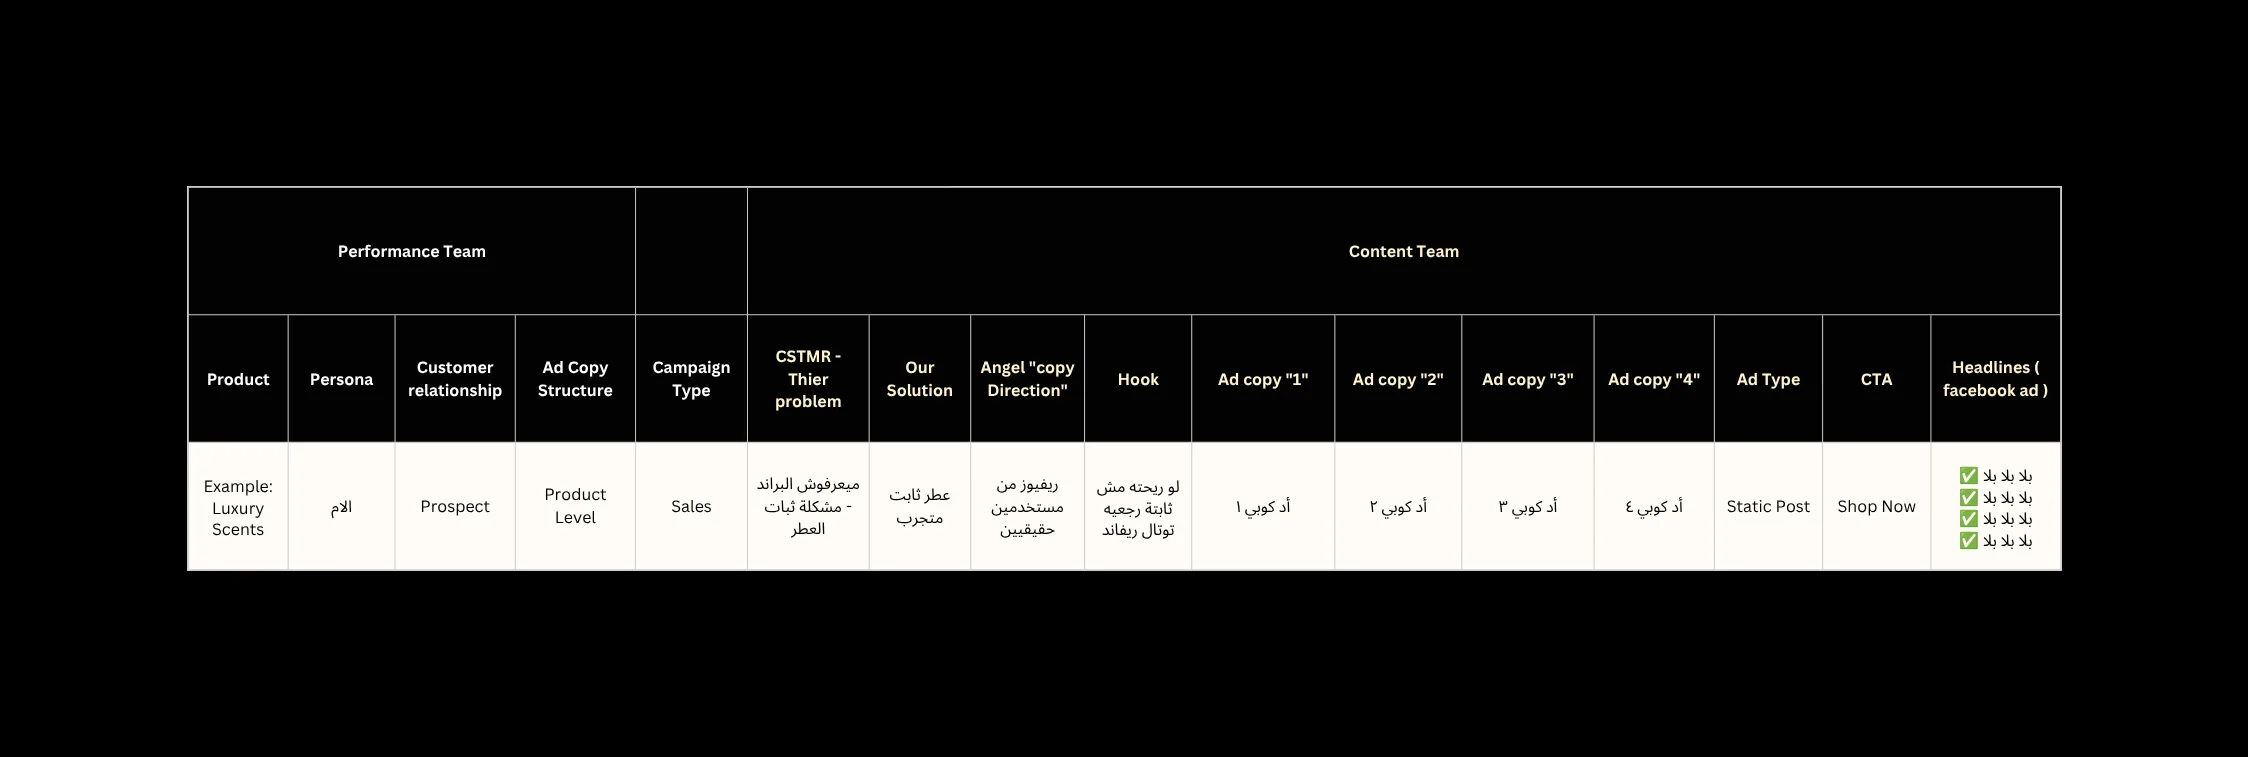 Performance Team
Content Team
Product
Persona
Customer
relationship
Ad Copy
Structure
Campaign
Type
CSTMR -
Thier
problem
Our
Solution
Angel "copy
Direction"
Hook
Ad copy "1"
Ad copy "2"
Ad copy "3"
Ad copy "4"
Ad Type
CTA
Headlines (
facebook ad )
Example:
Luxury
Scents
الام
Prospect
Product
Level
Sales
ميعرفوش البراند
- مشكلة ثبات
العطر
عطر ثابت
متجرب
ريفيوز من
مستخدمين
حقيقيين
لو ريحته مش
ثابتة رجعيه
توتال ريفاند
أد كوبي ١
أد كوبي ٢
أد كوبي ٣
أد كوبي ٤
Static Post
Shop Now
✅ بلا بلا بلا
✅ بلا بلا بلا
✅ بلا بلا بلا
✅ بلا بلا بلا